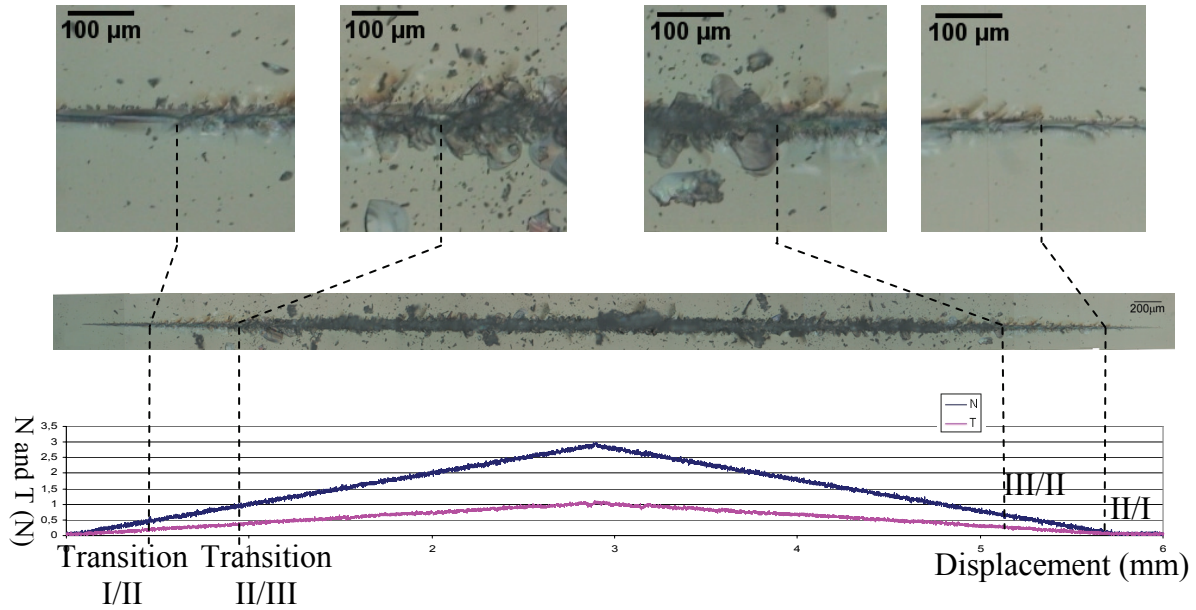 100 µm
100 µm
100 µm
100 µm
200µm
N
T
N and T (N)
3,5
3
2,5
2
1,5
1
0,5
0
2
3
4
5
6
III/II
II/I
Transition
I/II
Transition
II/III
Displacement (mm)